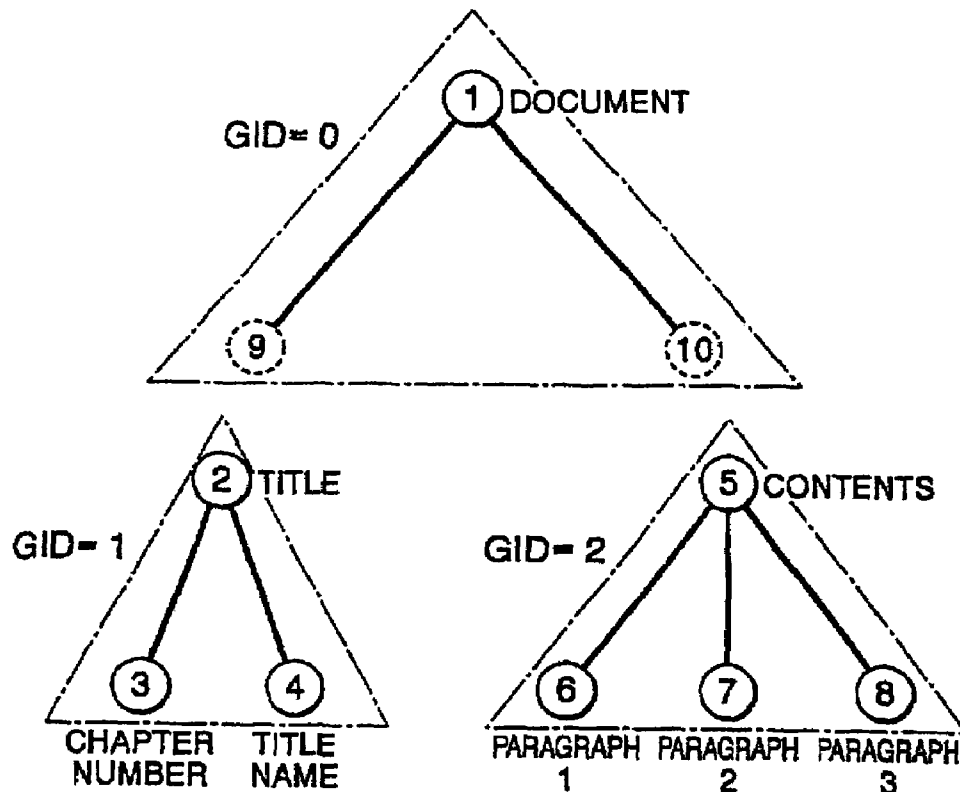 1 DOCUMENT
GID= 0
9 10
2 TITLE
5 CONTENTS
GID= 1
GID= 2
3 4
6 7 8
CHAPTER NUMBER
TITLE NAME
PARAGRAPH 1
PARAGRAPH 2
PARAGRAPH 3